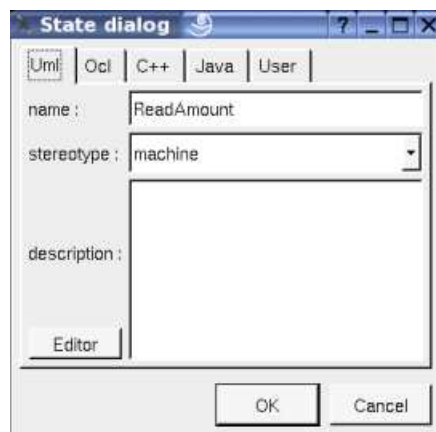 State dialog
Uml Ocl C++ Java User
name : ReadAmount
stereotype : machine
description :
Editor
OK Cancel